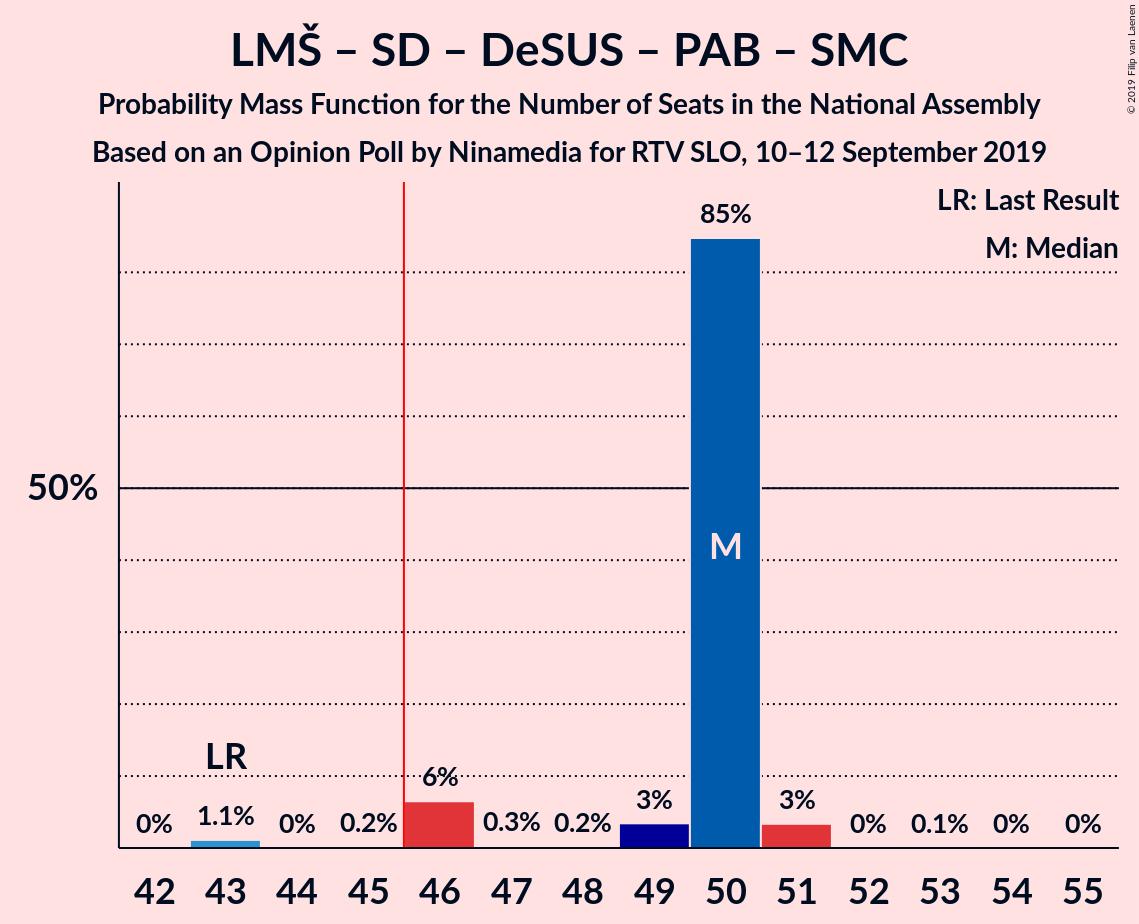 LMŠ – SD – DeSUS – PAB – SMC
Probability Mass Function for the Number of Seats in the National Assembly
Based on an Opinion Poll by Ninamedia for RTV SLO, 10–12 September 2019
© 2019 Filip van Laenen
LR: Last Result
M: Median
50%
LR
M
0% 1.1% 0% 0.2% 6% 0.3% 0.2% 3% 85% 3% 0% 0.1% 0% 0%
42 43 44 45 46 47 48 49 50 51 52 53 54 55